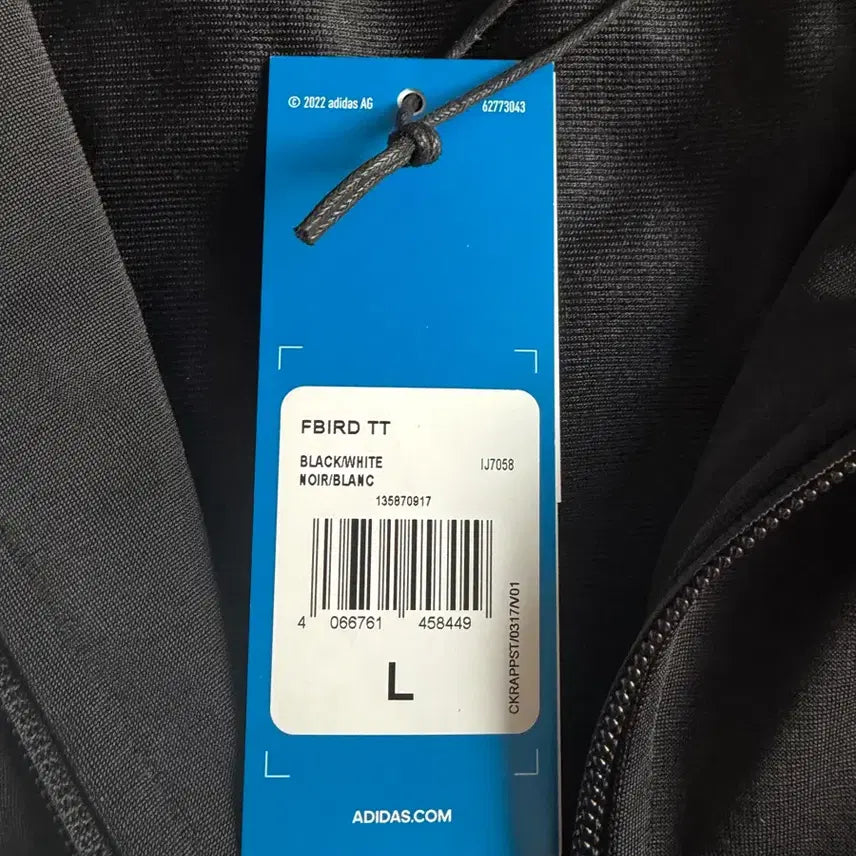 © 2022 adidas AG 62773043
FBIRD TT
BLACK/WHITE IJ7058
NOIR/BLANC
135870917
4 066761 458449
L
CKRAPPST/0317/V01
ADIDAS.COM